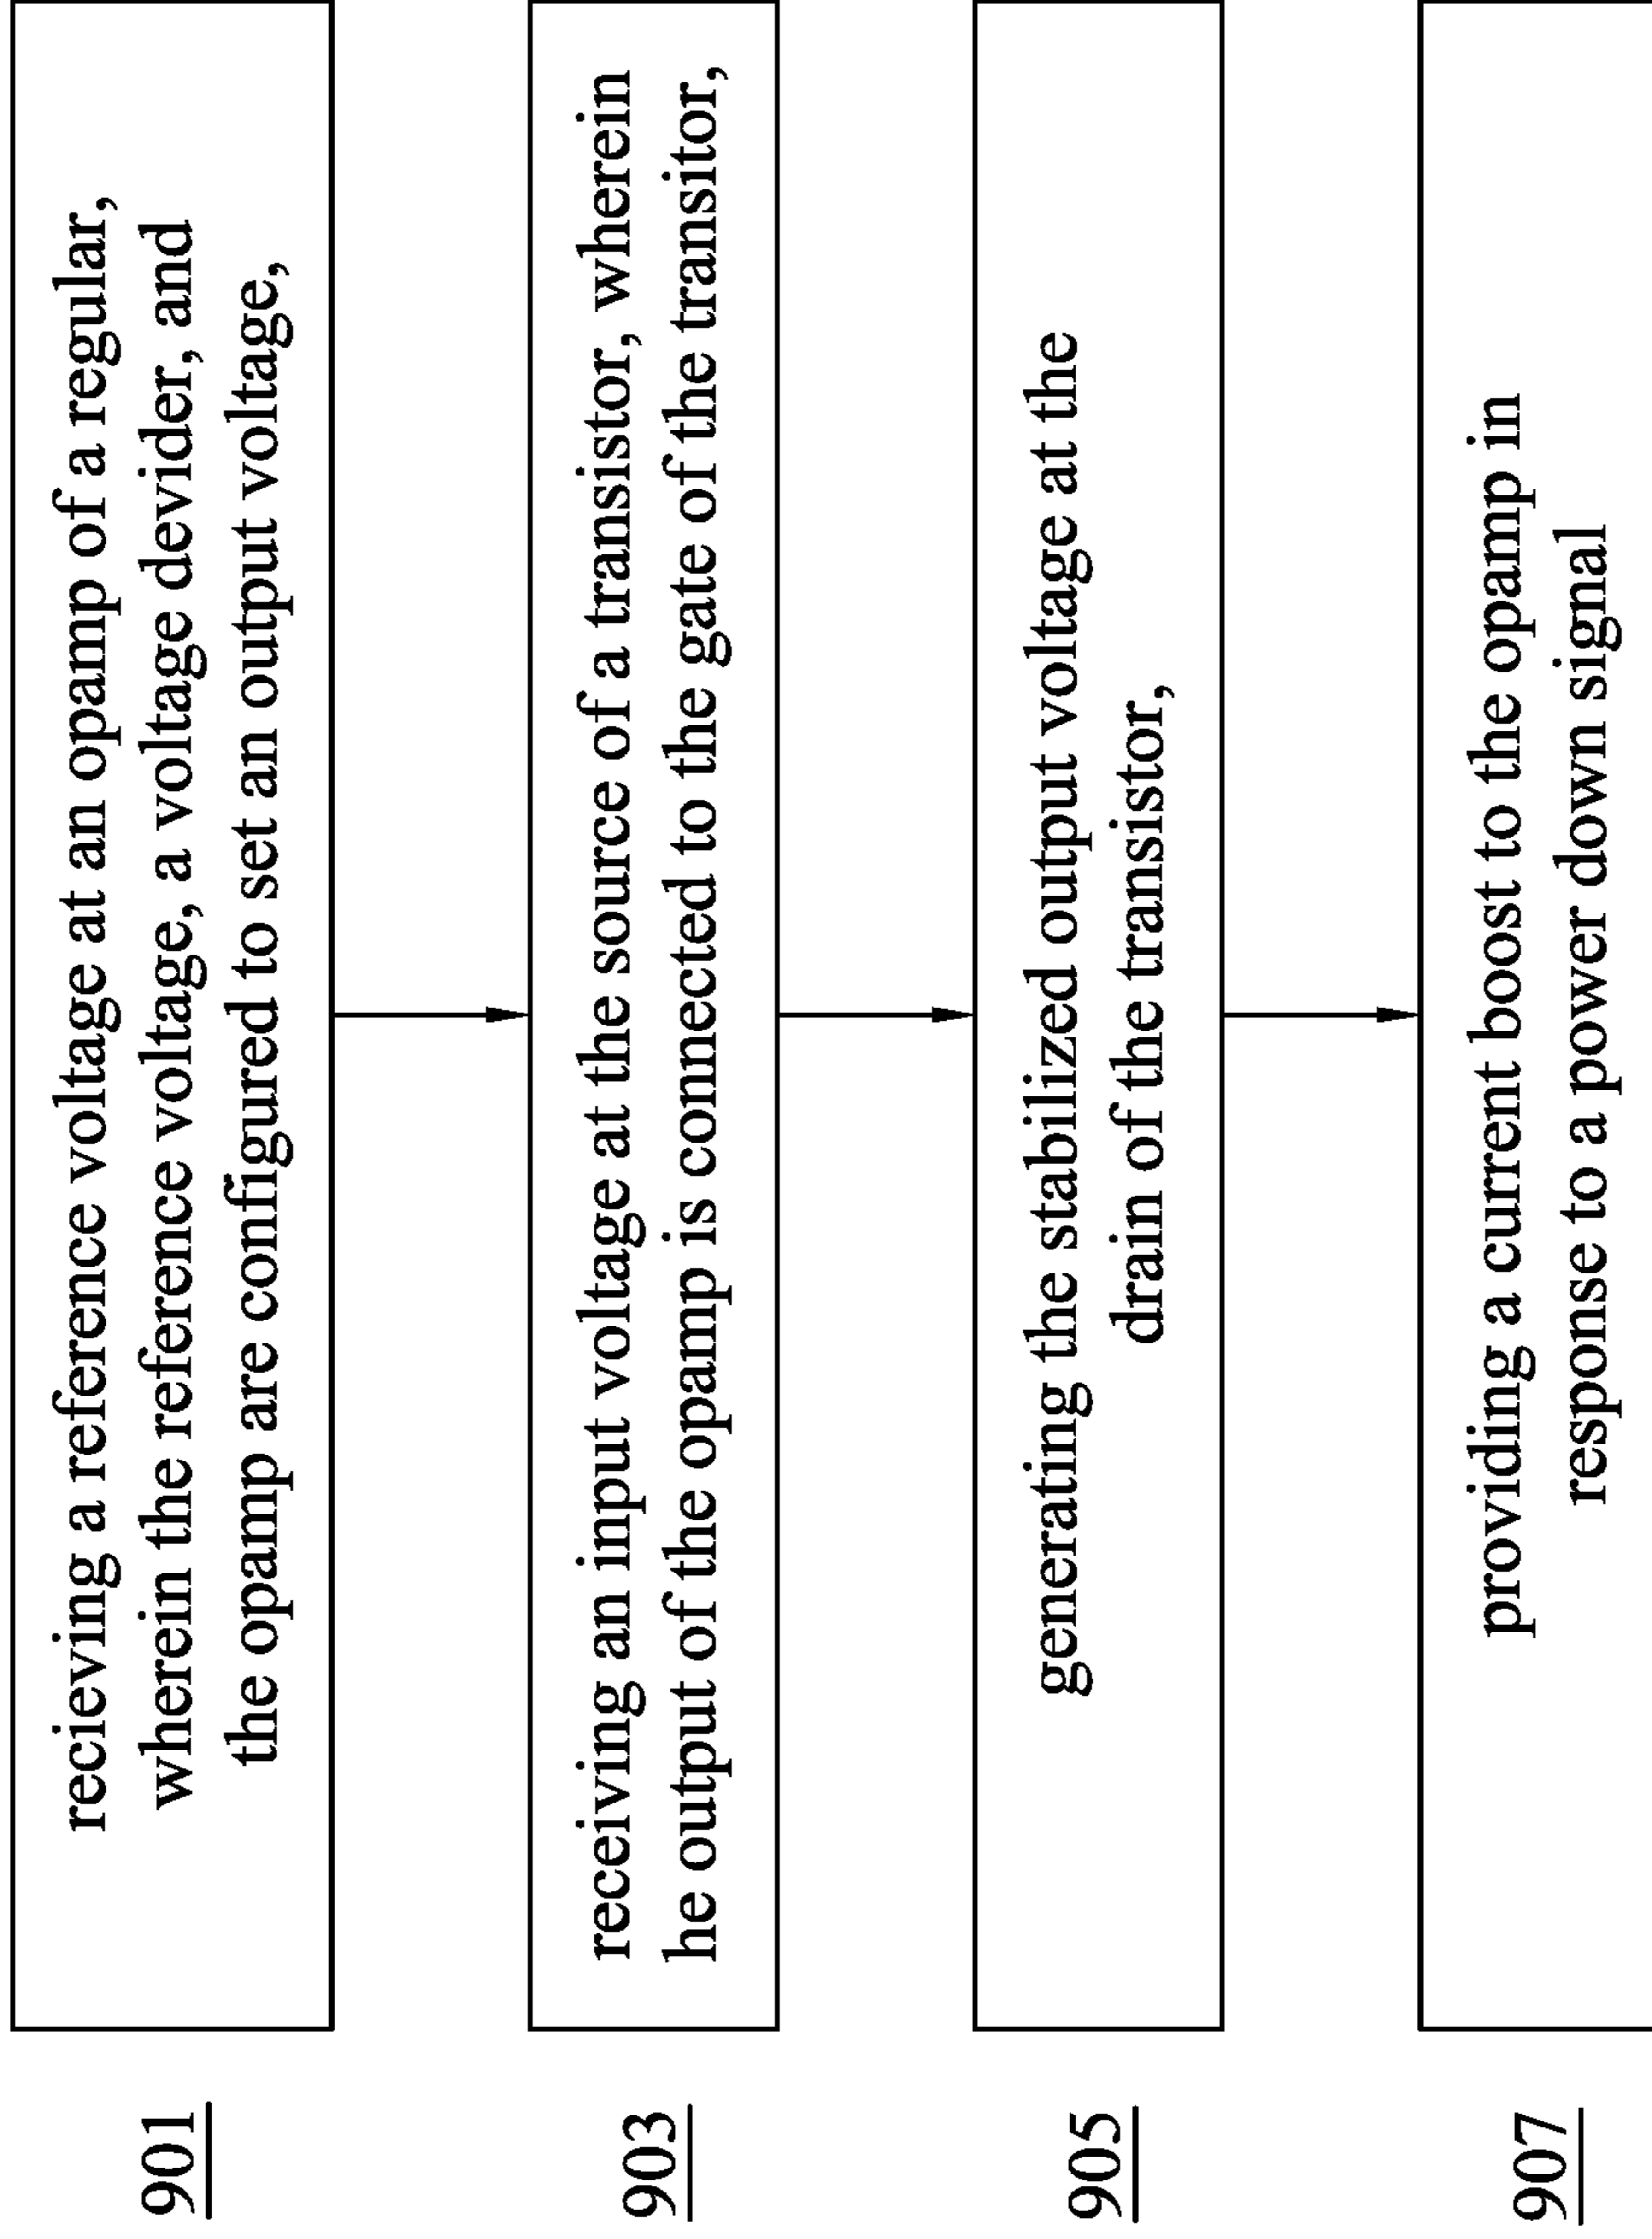 901
recieving a reference voltage at an opamp of a regular,
wherein the reference voltage, a voltage devider, and
the opamp are configured to set an output voltage,
903
receiving an input voltage at the source of a transistor, wherein
he output of the opamp is connected to the gate of the transitor,
905
generating the stabilized output voltage at the
drain of the transistor,
907
providing a current boost to the opamp in
response to a power down signal